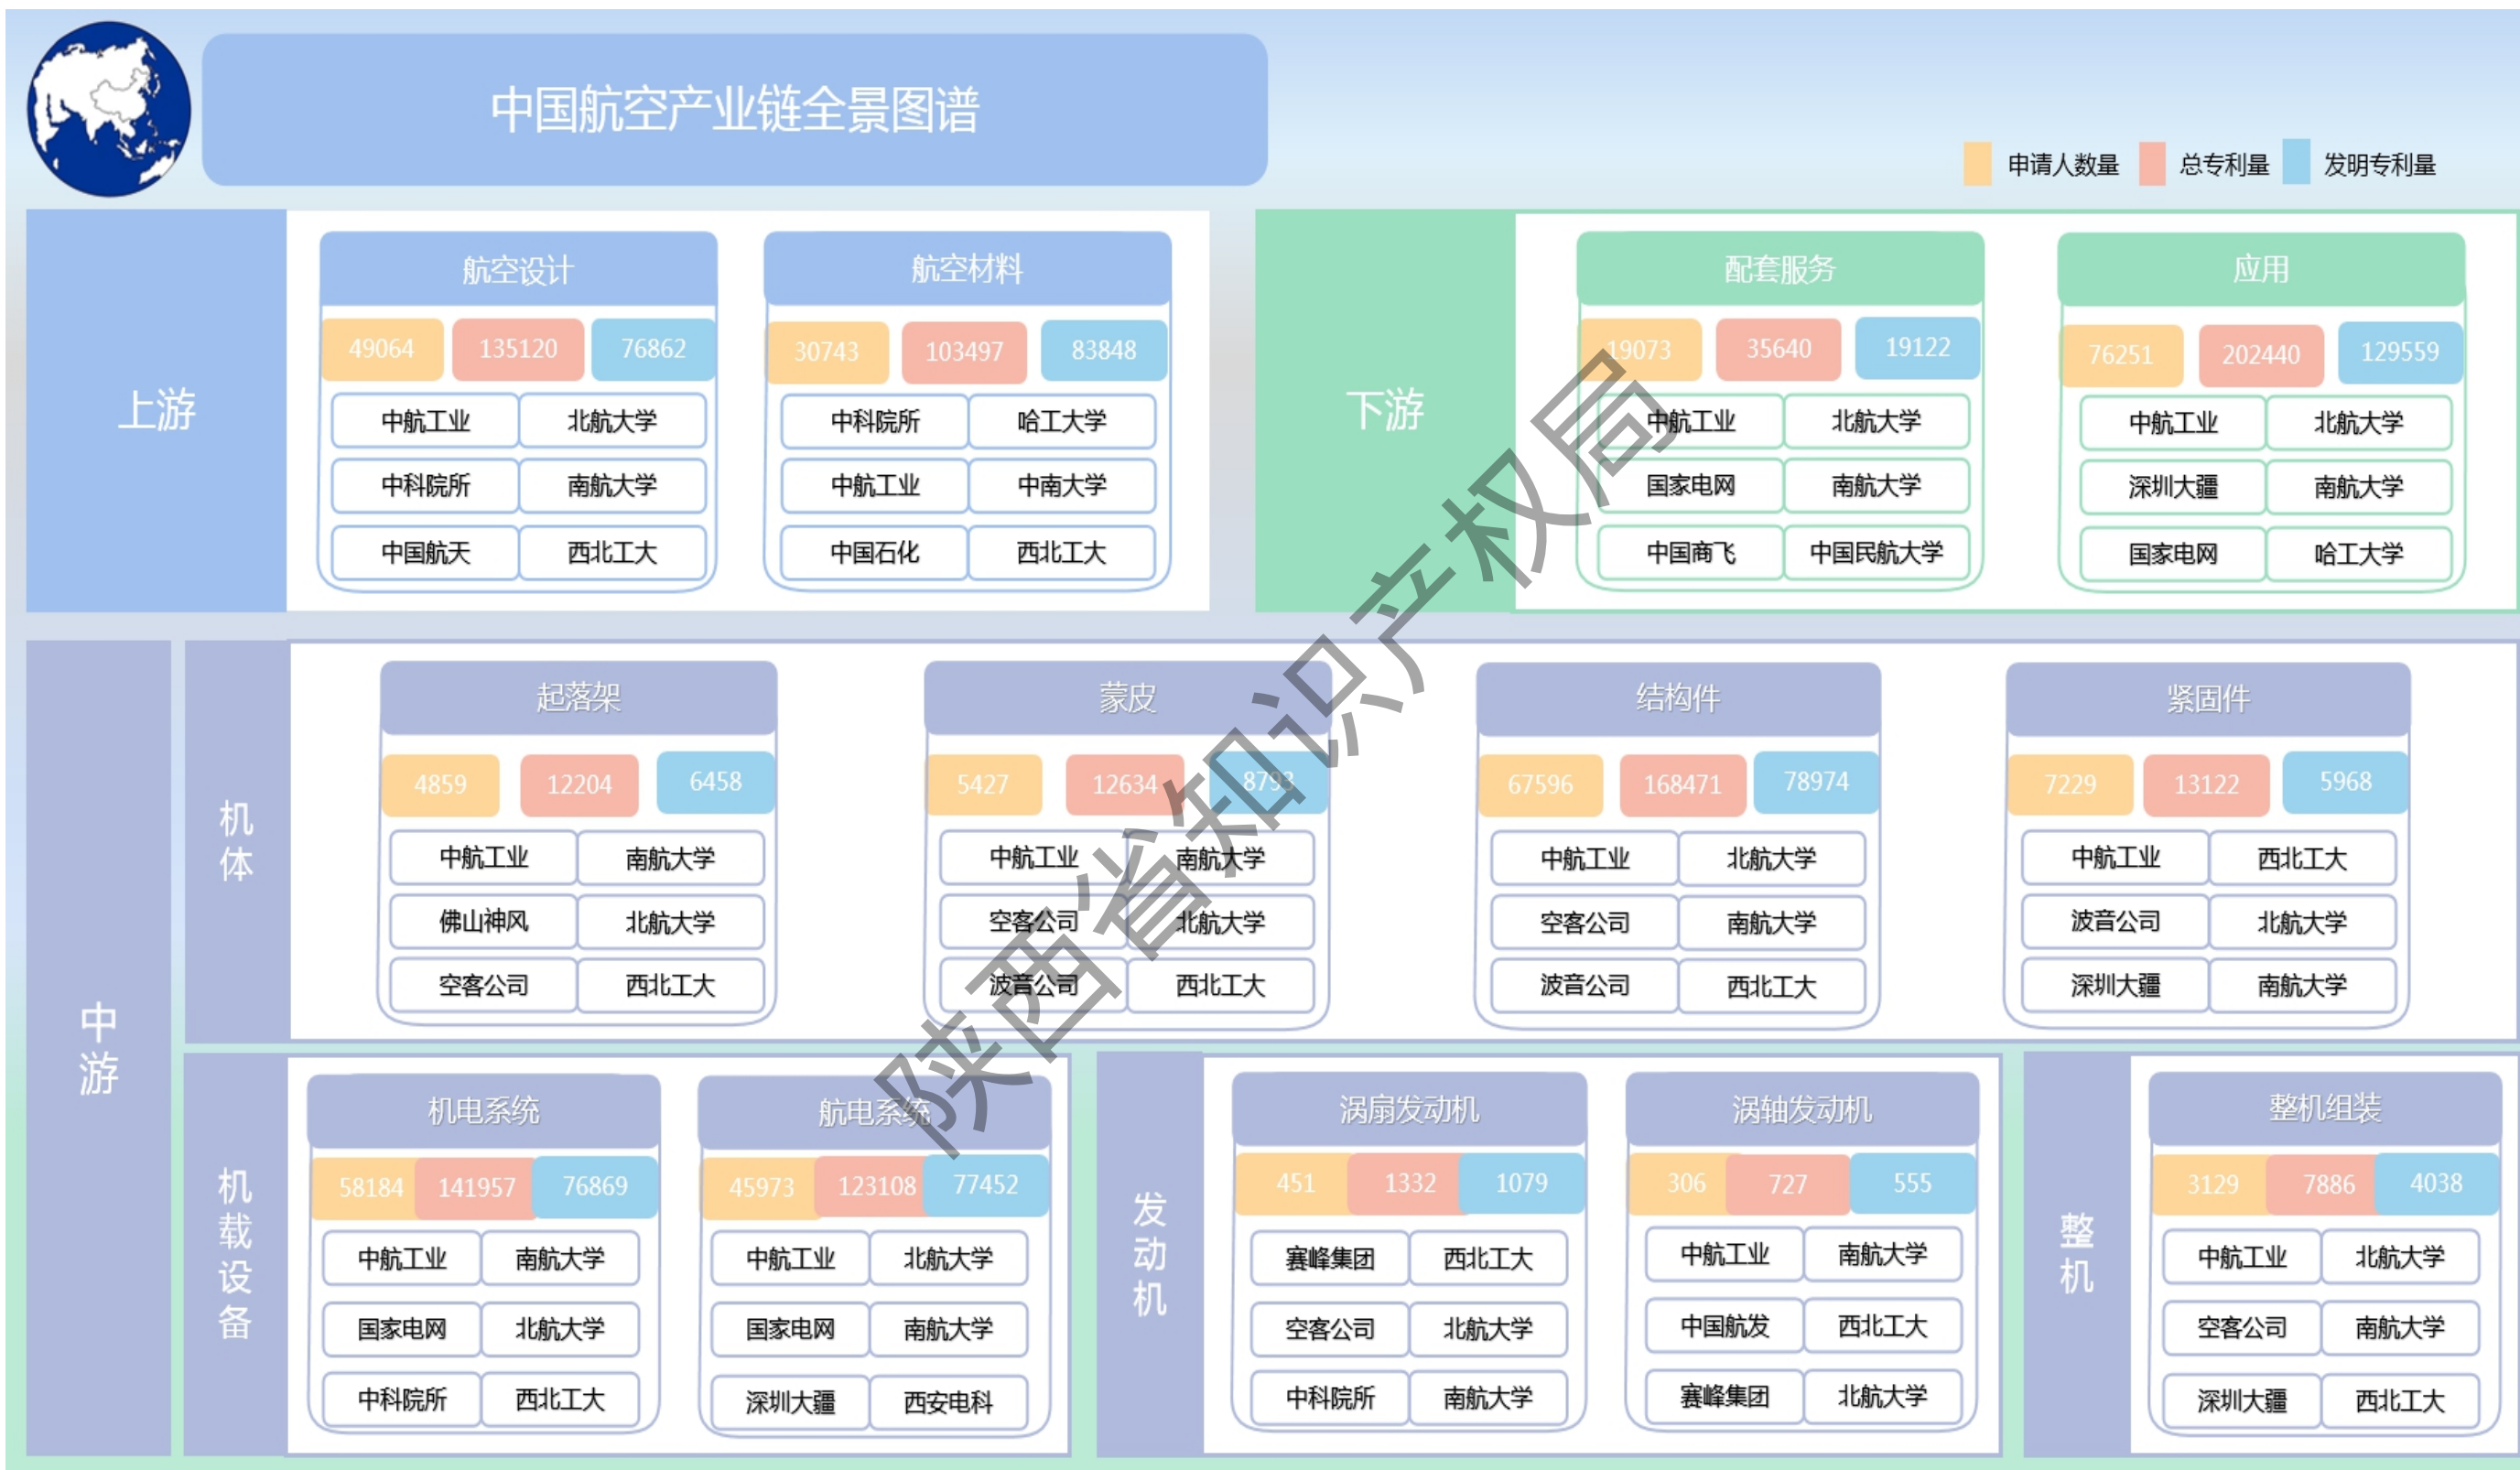 中国航空产业链全景图谱
申请人数量 总专利量 发明专利量
上游
航空设计
49064 135120 76862
中航工业 北航大学
中科院所 南航大学
中国航天 西北工大
航空材料
30743 103497 83848
中科院所 哈工大学
中航工业 中南大学
中国石化 西北工大
下游
配套服务
19073 35640 19122
中航工业 北航大学
国家电网 南航大学
中国商飞 中国民航大学
应用
76251 202440 129559
中航工业 北航大学
深圳大疆 南航大学
国家电网 哈工大学
中游
机体
起落架
4859 12204 6458
中航工业 南航大学
佛山神风 北航大学
空客公司 西北工大
蒙皮
5427 12634 8793
中航工业 南航大学
空客公司 北航大学
波音公司 西北工大
结构件
67596 168471 78974
中航工业 北航大学
空客公司 南航大学
波音公司 西北工大
紧固件
7229 13122 5968
中航工业 西北工大
波音公司 北航大学
深圳大疆 南航大学
机载设备
机电系统
58184 141957 76869
中航工业 南航大学
国家电网 北航大学
中科院所 西北工大
航电系统
45973 123108 77452
中航工业 北航大学
国家电网 南航大学
深圳大疆 西安电科
发动机
涡扇发动机
451 1332 1079
赛峰集团 西北工大
空客公司 北航大学
中科院所 南航大学
涡轴发动机
306 727 555
中航工业 南航大学
中国航发 西北工大
赛峰集团 北航大学
整机
整机组装
3129 7886 4038
中航工业 北航大学
空客公司 南航大学
深圳大疆 西北工大
陕西省知识产权局